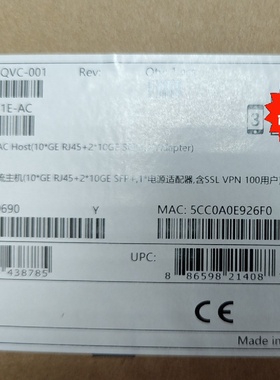 QVC-001 Rev:
1E-AC
AC Host(10*GE RJ45+2*10GE
主机(10*GE RJ45+2*10GE SFP+,1*电源适配器,含SSL VPN 100用户
0690 Y MAC: 5CC0A0E926F0
UPC:
438785 8 86598 21408
CE
Made in